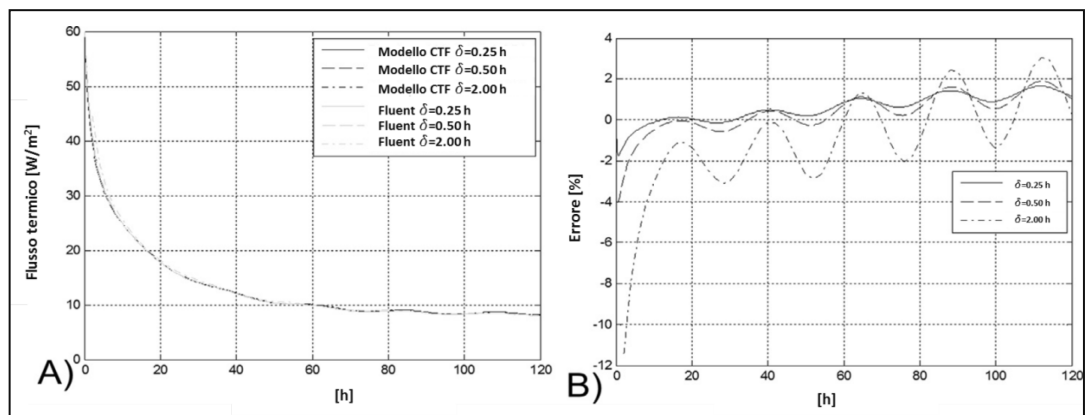 60
50
40
30
20
10
0
Flusso termico [W/m²]
Modello CTF δ=0.25 h
Modello CTF δ=0.50 h
Modello CTF δ=2.00 h
Fluent δ=0.25 h
Fluent δ=0.50 h
Fluent δ=2.00 h
0 20 40 60 80 100 120
[h]
A)
4
2
0
-2
-4
-6
-8
-10
-12
Errore [%]
δ=0.25 h
δ=0.50 h
δ=2.00 h
0 20 40 60 80 100 120
[h]
B)